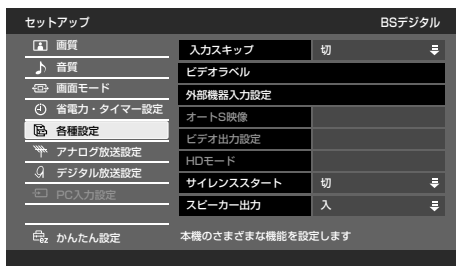 セットアップ BSデジタル
画質
音質
画面モード
省電力・タイマー設定
各種設定
アナログ放送設定
デジタル放送設定
PC入力設定
かんたん設定
入力スキップ 切
ビデオラベル
外部機器入力設定
オートS映像
ビデオ出力設定
HDモード
サイレンススタート 切
スピーカー出力 入
本機のさまざまな機能を設定します